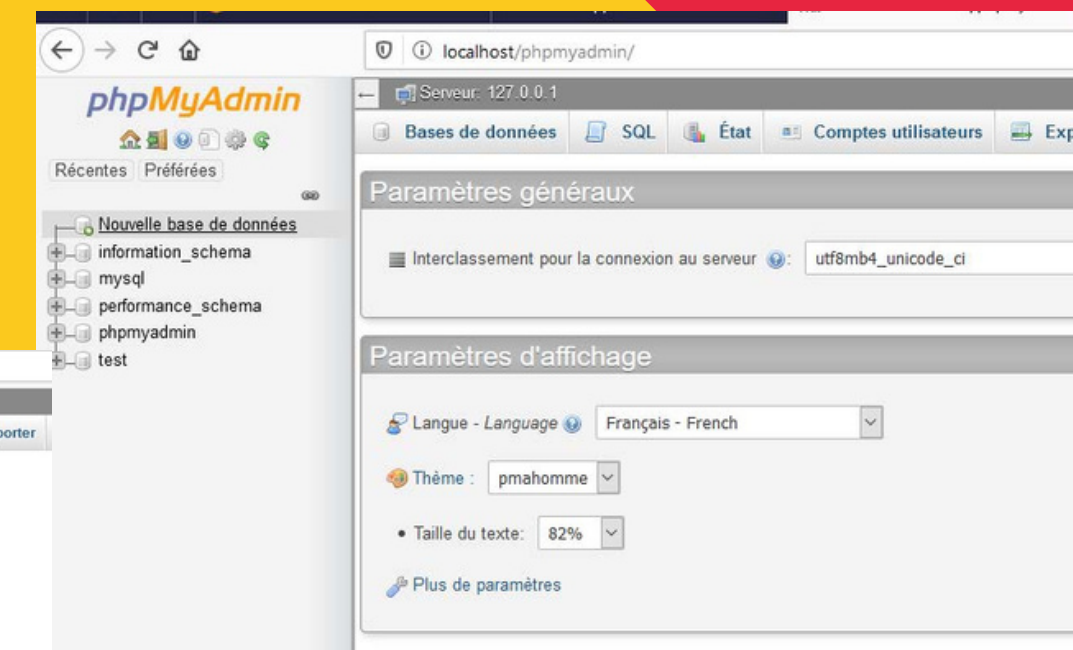 localhost/phpmyadmin/
phpMyAdmin
Récentes Préférées
Nouvelle base de données
information_schema
mysql
performance_schema
phpmyadmin
test
porter
Serveur: 127.0.0.1
Bases de données SQL État Comptes utilisateurs Exp
Paramètres généraux
Interclassement pour la connexion au serveur : utf8mb4_unicode_ci
Paramètres d'affichage
Langue - Language Français - French
Thème : pmahomme
• Taille du texte: 82%
Plus de paramètres